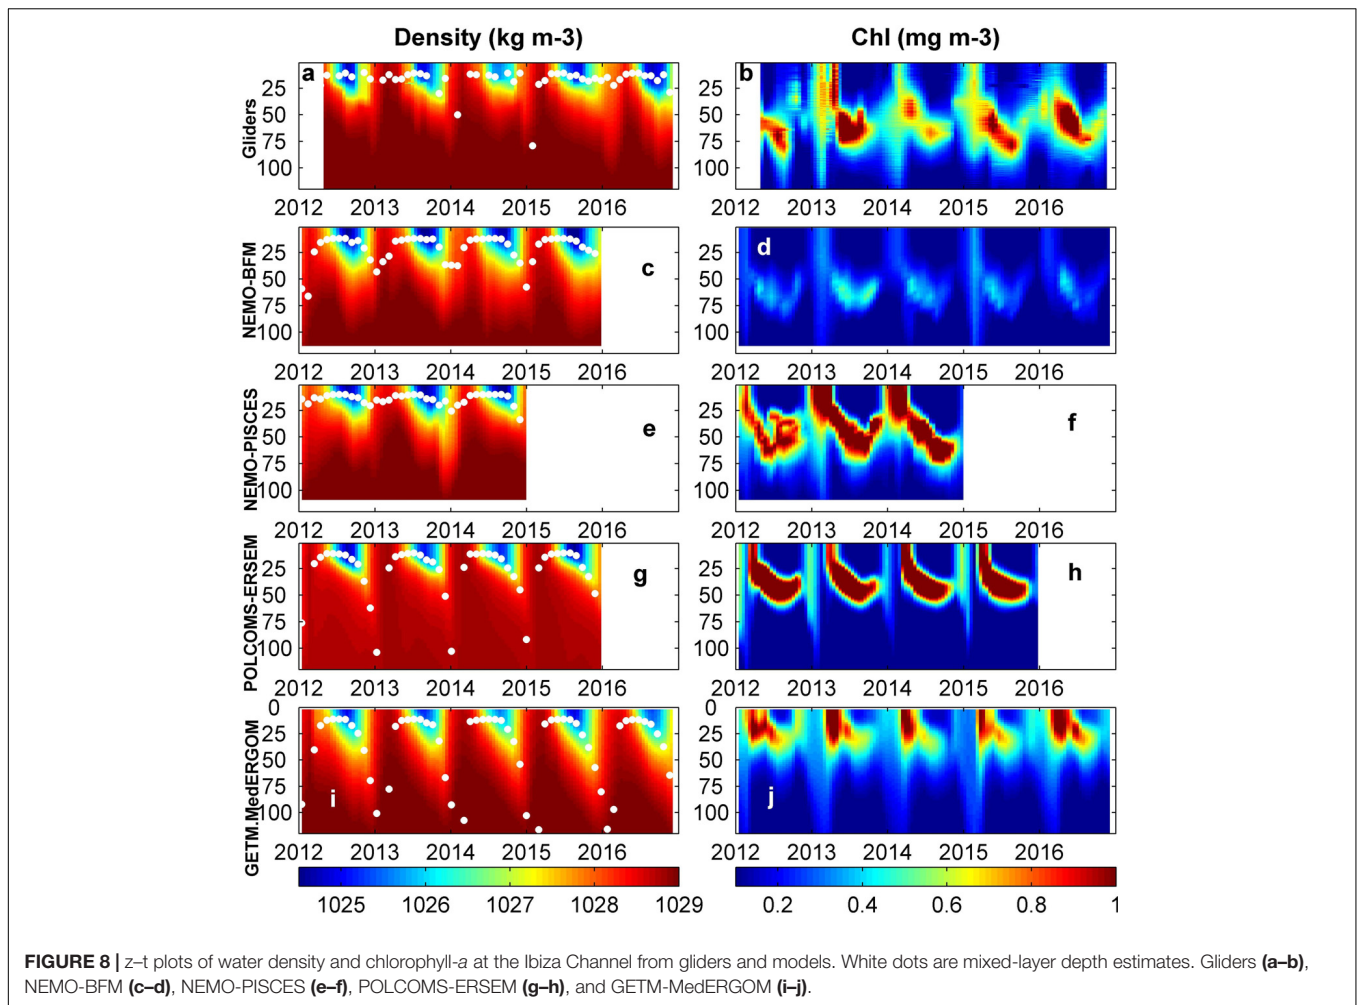 Density (kg m-3) Chl (mg m-3)
a b
Gliders
25 25
50 50
75 75
100 100
2012 2013 2014 2015 2016 2012 2013 2014 2015 2016
c d
NEMO-BFM
25 25
50 50
75 75
100 100
2012 2013 2014 2015 2016 2012 2013 2014 2015 2016
e f
NEMO-PISCES
25 25
50 50
75 75
100 100
2012 2013 2014 2015 2016 2012 2013 2014 2015 2016
g h
POLCOMS-ERSEM
25 25
50 50
75 75
100 100
2012 2013 2014 2015 2016 2012 2013 2014 2015 2016
i j
GETM.MedERGOM
0 0
25 25
50 50
75 75
100 100
2012 2013 2014 2015 2016 2012 2013 2014 2015 2016
1025 1026 1027 1028 1029 0.2 0.4 0.6 0.8 1
FIGURE 8 | z–t plots of water density and chlorophyll-a at the Ibiza Channel from gliders and models. White dots are mixed-layer depth estimates. Gliders (a–b),
NEMO-BFM (c–d), NEMO-PISCES (e–f), POLCOMS-ERSEM (g–h), and GETM-MedERGOM (i–j).